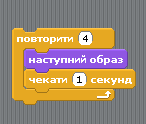 повторити 4
наступний образ
чекати 1 секунд